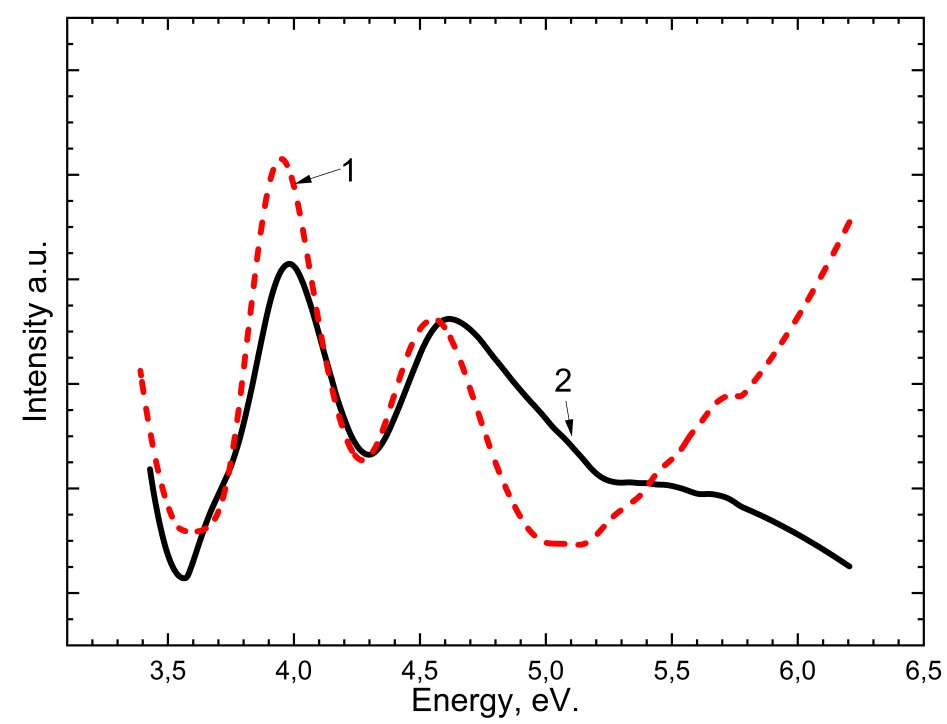 1
2
Intensity a.u.
3,5 4,0 4,5 5,0 5,5 6,0 6,5
Energy, eV.